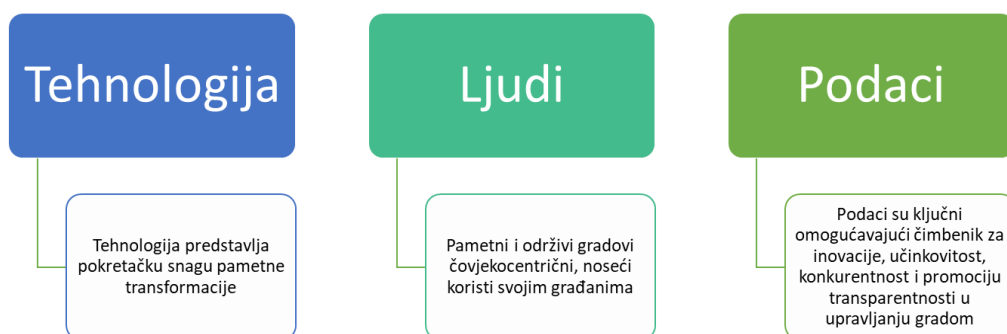 Tehnologija
Tehnologija predstavlja
pokretačku snagu pametne
transformacije
Ljudi
Pametni i održivi gradovi
čovjekocentrični, noseći
koristi svojim građanima
Podaci
Podaci su ključni
omogućavajući čimbenik za
inovacije, učinkovitost,
konkurentnost i promociju
transparentnosti u
upravljanju gradom